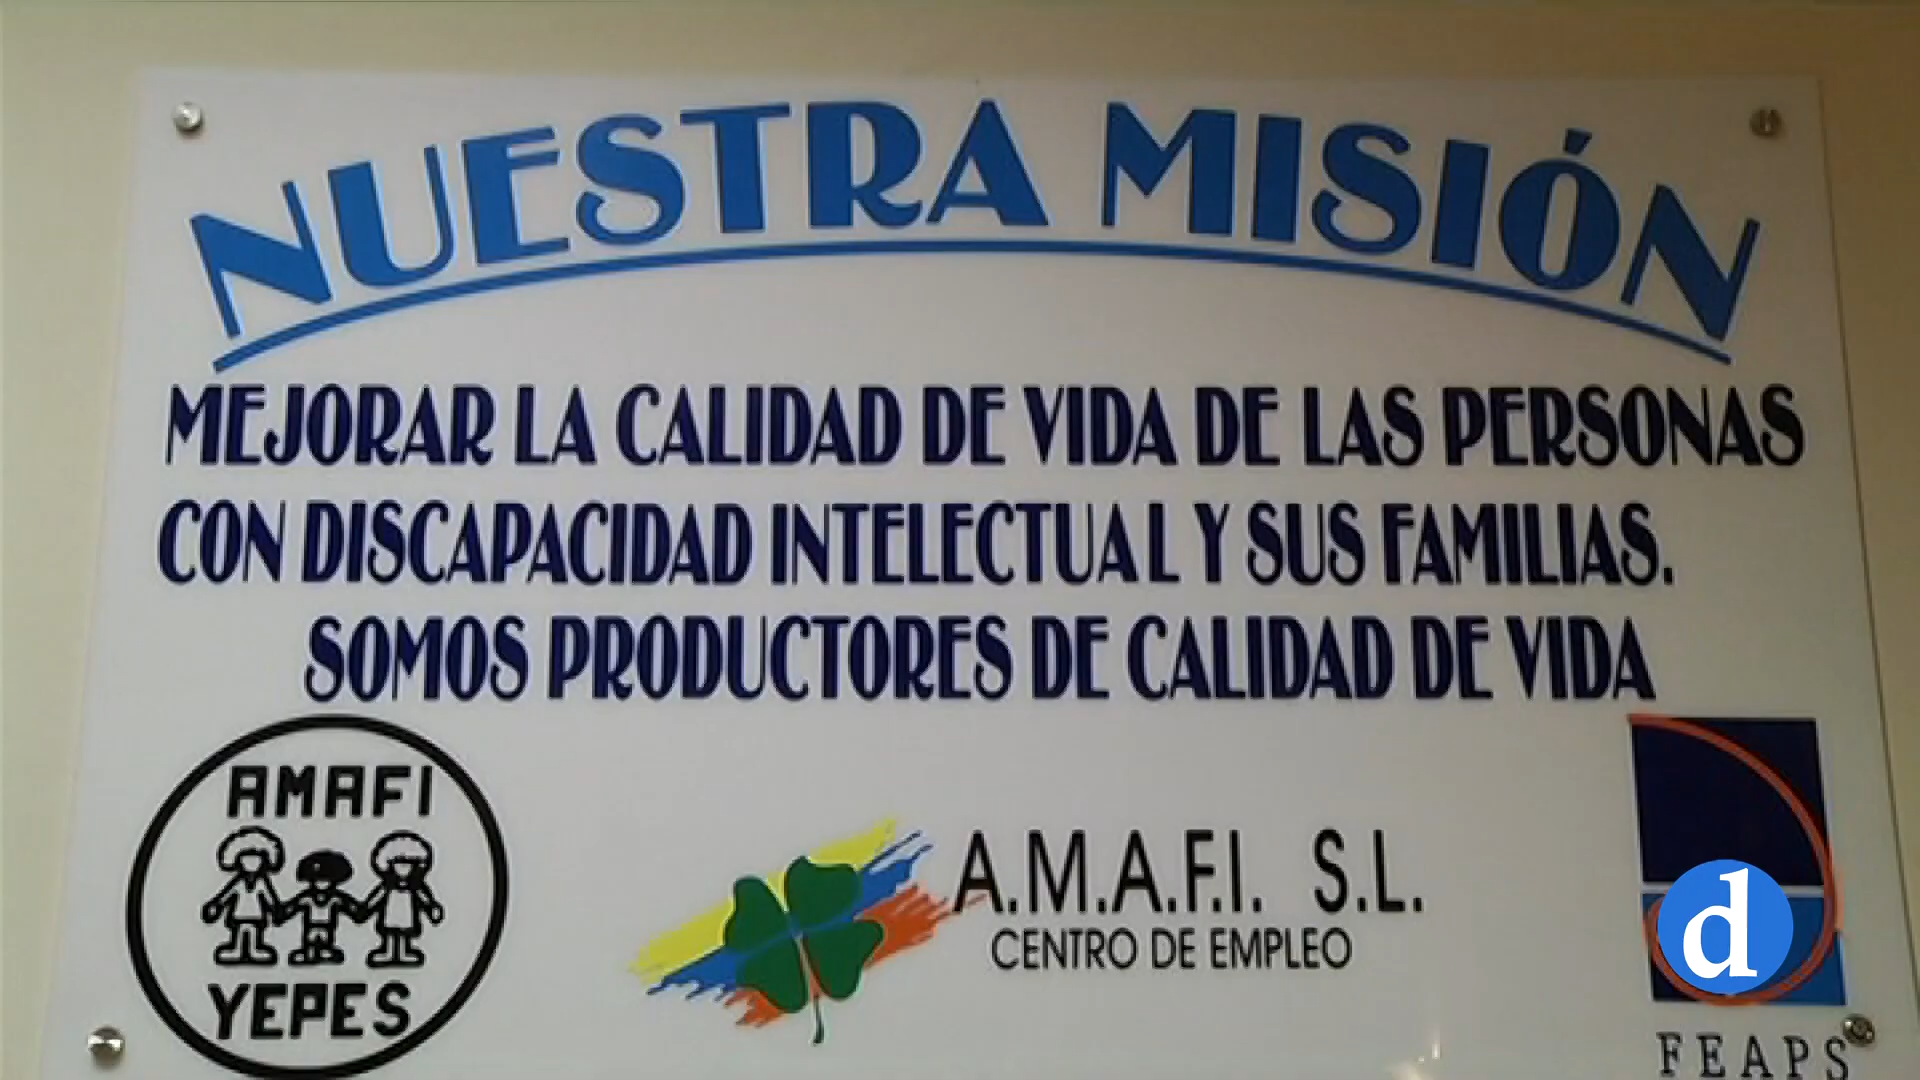 NUESTRA MISIÓN
MEJORAR LA CALIDAD DE VIDA DE LAS PERSONAS
CON DISCAPACIDAD INTELECTUAL Y SUS FAMILIAS.
SOMOS PRODUCTORES DE CALIDAD DE VIDA
AMAFI
YEPES
A.M.A.F.I. S.L.
CENTRO DE EMPLEO
d
FEAPS